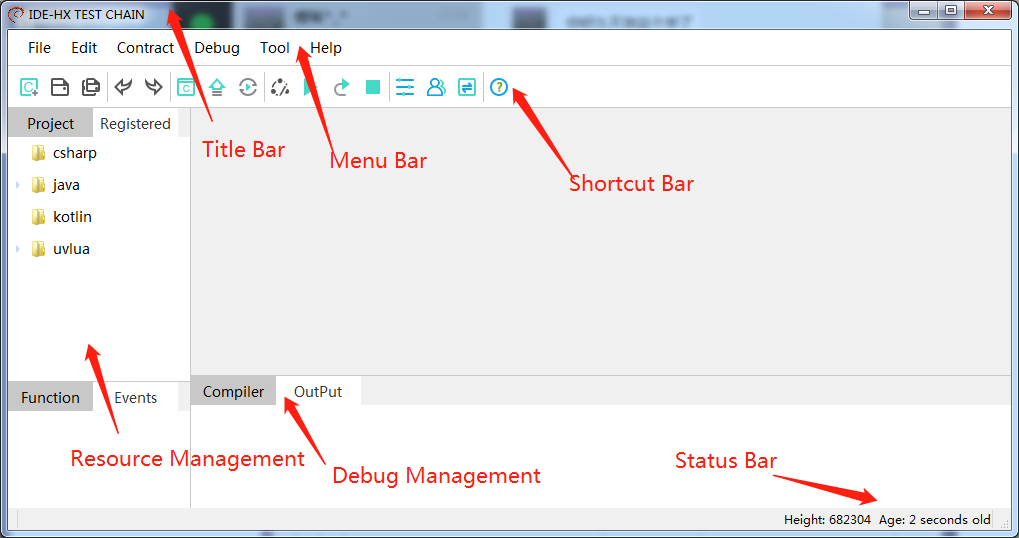 IDE-HX TEST CHAIN
File Edit Contract Debug Tool Help
Project Registered
Title Bar
Menu Bar
Shortcut Bar
csharp
java
kotlin
uvlua
Function Events
Compiler OutPut
Resource Management
Debug Management
Status Bar
Height: 682304 Age: 2 seconds old